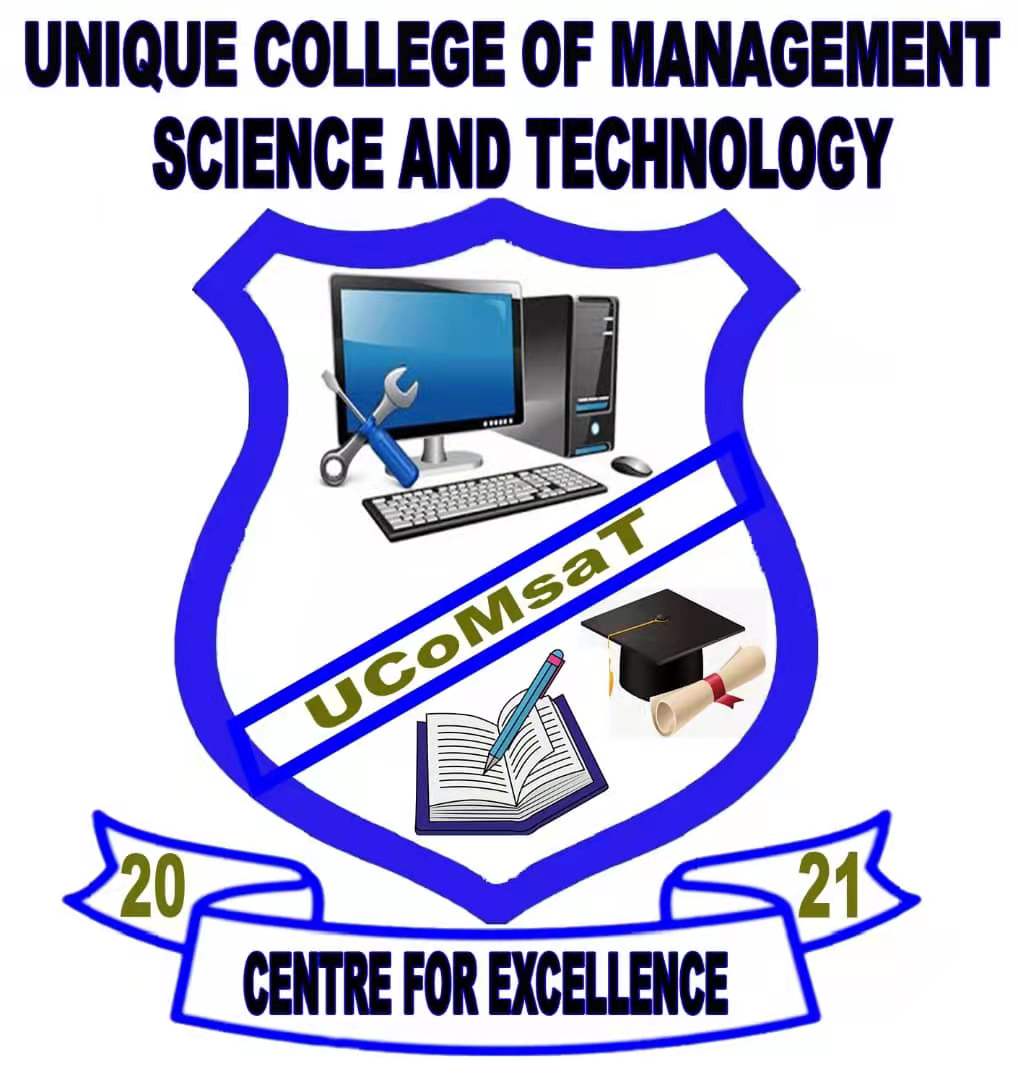 UNIQUE COLLEGE OF MANAGEMENT
SCIENCE AND TECHNOLOGY
UCoMsaT
20
21
CENTRE FOR EXCELLENCE